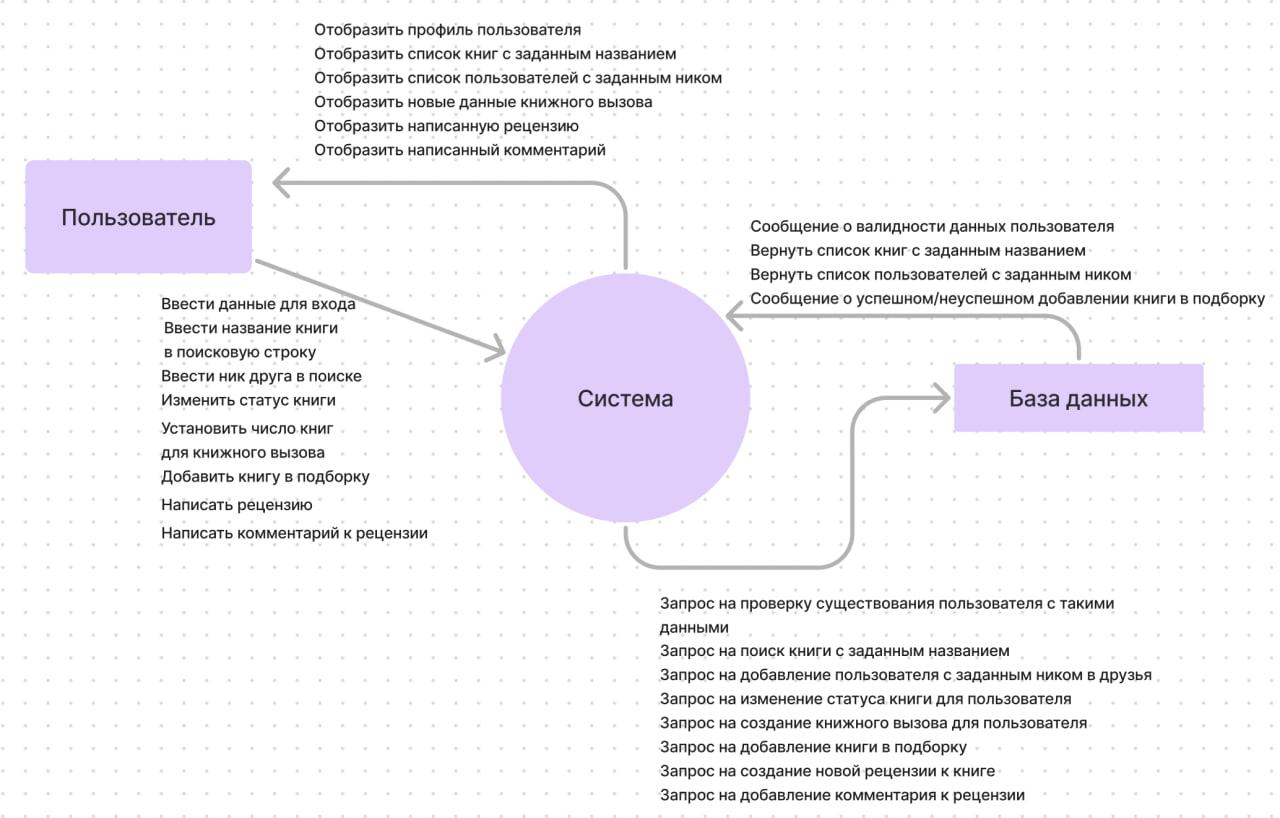 Отобразить профиль пользователя
Отобразить список книг с заданным названием
Отобразить список пользователей с заданным ником
Отобразить новые данные книжного вызова
Отобразить написанную рецензию
Отобразить написанный комментарий
Пользователь
Сообщение о валидности данных пользователя
Вернуть список книг с заданным названием
Вернуть список пользователей с заданным ником
Сообщение о успешном/неуспешном добавлении книги в подборку
Ввести данные для входа
Ввести название книги
в поисковую строку
Ввести ник друга в поиске
Изменить статус книги
Установить число книг
для книжного вызова
Добавить книгу в подборку
Написать рецензию
Написать комментарий к рецензии
Система
База данных
Запрос на проверку существования пользователя с такими
данными
Запрос на поиск книги с заданным названием
Запрос на добавление пользователя с заданным ником в друзья
Запрос на изменение статуса книги для пользователя
Запрос на создание книжного вызова для пользователя
Запрос на добавление книги в подборку
Запрос на создание новой рецензии к книге
Запрос на добавление комментария к рецензии